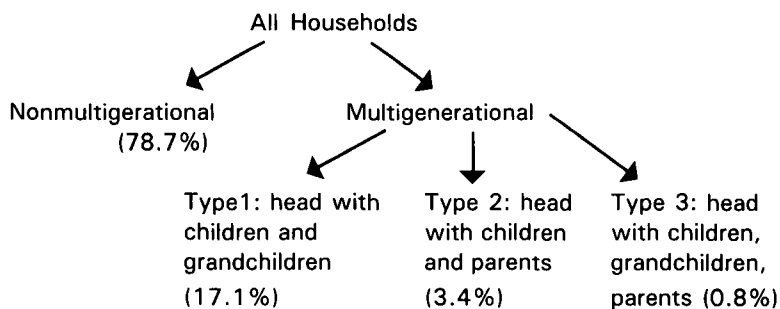 All Households
Nonmultigerational
(78.7%)
Multigenerational
Type1: head with
children and
grandchildren
(17.1%)
Type 2: head
with children
and parents
(3.4%)
Type 3: head
with children,
grandchildren,
parents (0.8%)